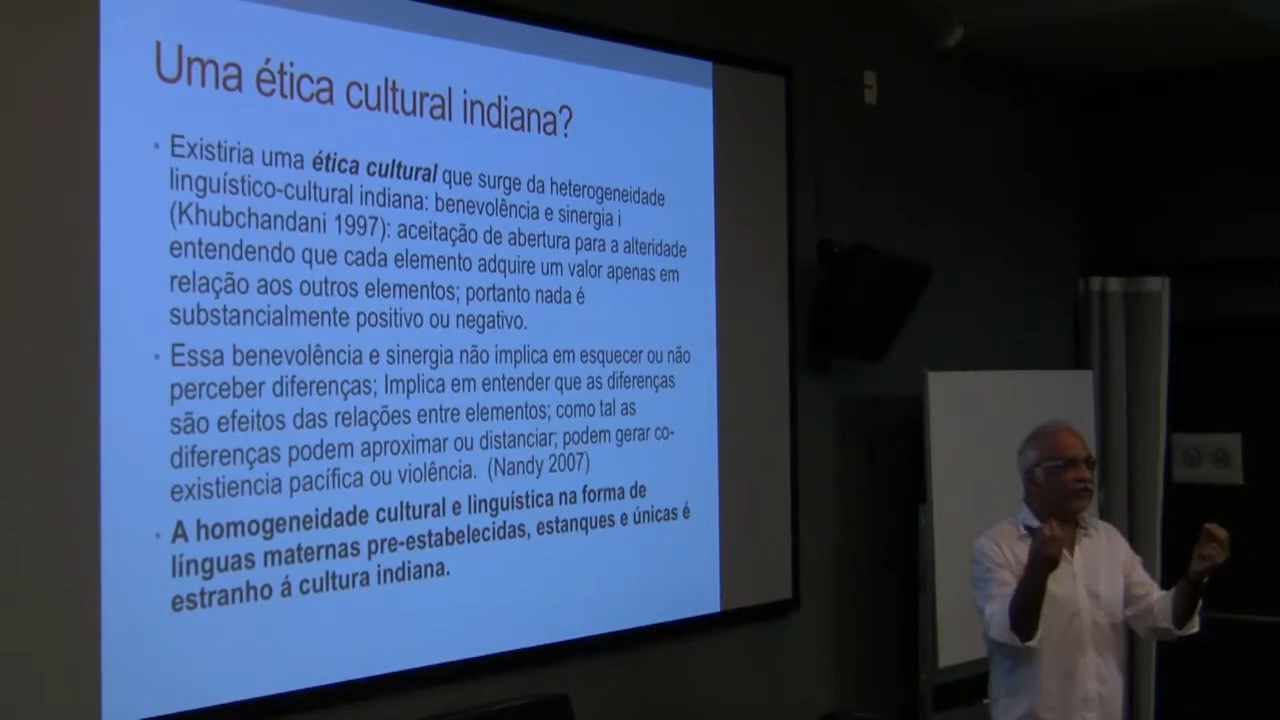 Uma ética cultural indiana?
• Existiria uma ética cultural que surge da heterogeneidade
linguístico-cultural indiana: benevolência e sinergia i
(Khubchandani 1997): aceitação de abertura para a alteridade
entendendo que cada elemento adquire um valor apenas em
relação aos outros elementos; portanto nada é
substancialmente positivo ou negativo.
• Essa benevolência e sinergia não implica em esquecer ou não
perceber diferenças; Implica em entender que as diferenças
são efeitos das relações entre elementos; como tal as
diferenças podem aproximar ou distanciar; podem gerar co-
existiencia pacífica ou violência. (Nandy 2007)
• A homogeneidade cultural e linguística na forma de
línguas maternas pre-estabelecidas, estanques e únicas é
estranho á cultura indiana.